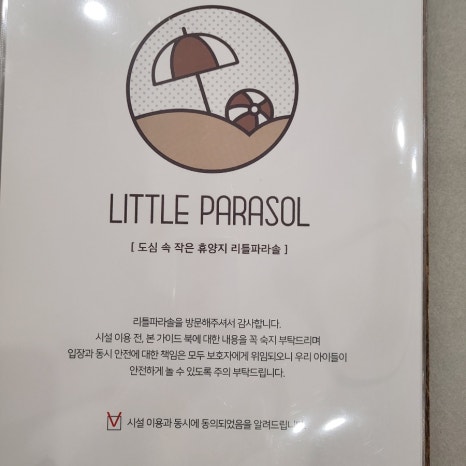 LITTLE PARASOL
[ 도심 속 작은 휴양지 리틀파라솔 ]
리틀파라솔을 방문해주셔서 감사합니다.
시설 이용 전, 본 가이드 북에 대한 내용을 꼭 숙지 부탁드리며
입장과 동시 안전에 대한 책임은 모두 보호자에게 위임되오니 우리 아이들이
안전하게 놀 수 있도록 주의 부탁드립니다.
시설 이용과 동시에 동의되었음을 알려드립니다